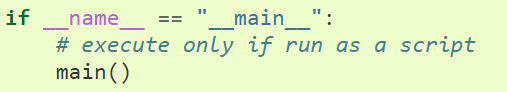 if __name__ == "__main__":
    # execute only if run as a script
    main()